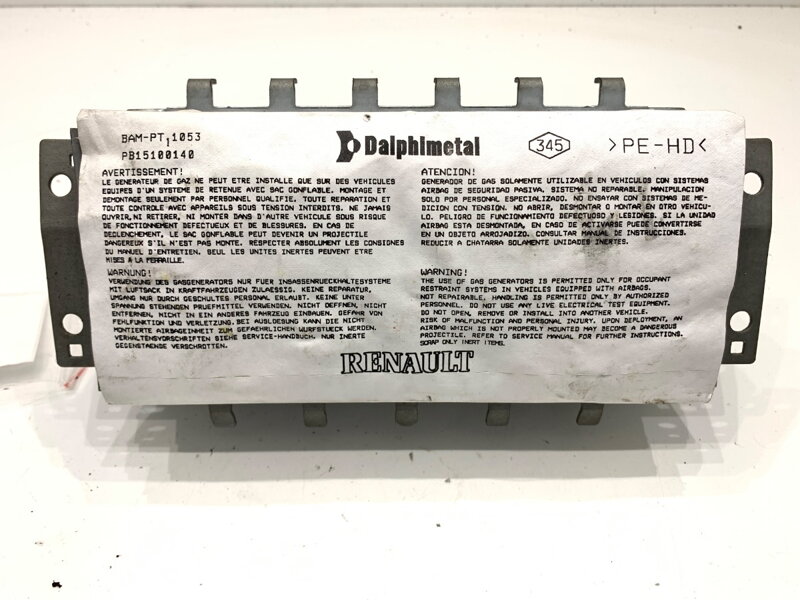 BAM-PT 1053
PB15100140
Dalphimetal
345
>PE-HD<
AVERTISSEMENT!
LE GENERATEUR DE GAZ NE PEUT ETRE INSTALLE QUE SUR DES VEHICULES
EQUIPES D'UN SYSTEME DE RETENUE AVEC SAC GONFLABLE. MONTAGE ET
DEMONTAGE SEULEMENT PAR PERSONNEL QUALIFIE. TOUTE REPARATION ET
TOUTE CONTROLE AVEC APPAREILS SOUS TENSION INTERDITS. NE JAMAIS
OUVRIR, NI RETIRER, NI MONTER DANS D'AUTRE VEHICULE SOUS RISQUE
DE FONCTIONNEMENT DEFECTUEUX ET DE BLESSURES. EN CAS DE
DECLENCHEMENT, LE SAC GONFLABLE PEUT DEVENIR UN PROJECTILE
DANGEREUX S'IL N'EST PAS MONTE. RESPECTER ABSOLUMENT LES CONSIGNES
DU MANUEL D'ENTRETIEN. SEUL LES UNITES INERTES PEUVENT ETRE
MISES A LA FERRAILLE.
ATENCION!
GENERADOR DE GAS SOLAMENTE UTILIZABLE EN VEHICULOS CON SISTEMAS
AIRBAG DE SEGURIDAD PASIVA. SISTEMA NO REPARABLE. MANIPULACION
SOLO POR PERSONAL ESPECIALIZADO. NO ENSAYAR CON SISTEMAS DE ME-
DICION CON TENSION. NO ABRIR, DESMONTAR O MONTAR EN OTRO VEHICU-
LO. PELIGRO DE FUNCIONAMIENTO DEFECTUOSO Y LESIONES. SI LA UNIDAD
AIRBAG ESTA DESMONTADA, EN CASO DE ACTIVARSE PUEDE CONVERTIRSE
EN UN OBJETO ARROJADIZO. CONSULTAR MANUAL DE INSTRUCCIONES.
REDUCIR A CHATARRA SOLAMENTE UNIDADES INERTES.
WARNUNG!
VERWENDUNG DES GASGENERATORS NUR FUER INSASSENRUECKHALTESYSTEME
MIT LUFTSACK IN KRAFTFAHRZEUGEN ZULAESSIG. KEINE REPARATUR,
UMGANG NUR DURCH GESCHULTES PERSONAL ERLAUBT. KEINE UNTER
SPANNUNG STEHENDEN PRUEFMITTEL VERWENDEN. NICHT OEFFNEN, NICHT
ENTFERNEN, NICHT IN EIN ANDERES FAHRZEUG EINBAUEN. GEFAHR VON
FEHLFUNKTION UND VERLETZUNG. BEI AUSLOESUNG KANN DIE NICHT
MONTIERTE AIRBAGEINHEIT ZUM GEFAEHRLICHEN WURFSTUECK WERDEN.
VERHALTENSVORSCHRIFTEN SIEHE SERVICE-HANDBUCH. NUR INERTE
GEGENSTAENDE VERSCHROTTEN.
WARNING!
THE USE OF GAS GENERATORS IS PERMITTED ONLY FOR OCCUPANT
RESTRAINT SYSTEMS IN VEHICLES EQUIPPED WITH AIRBAGS.
NOT REPAIRABLE, HANDLING IS PERMITTED ONLY BY AUTHORIZED
PERSONNEL. DO NOT USE ANY LIVE ELECTRICAL TEST EQUIPMENT.
DO NOT OPEN, REMOVE OR INSTALL INTO ANOTHER VEHICLE.
RISK OF MALFUNCTION AND PERSONAL INJURY. UPON DEPLOYMENT, AN
AIRBAG WHICH IS NOT PROPERLY MOUNTED MAY BECOME A DANGEROUS
PROJECTILE. REFER TO SERVICE MANUAL FOR FURTHER INSTRUCTIONS.
SCRAP ONLY INERT ITEMS.
RENAULT